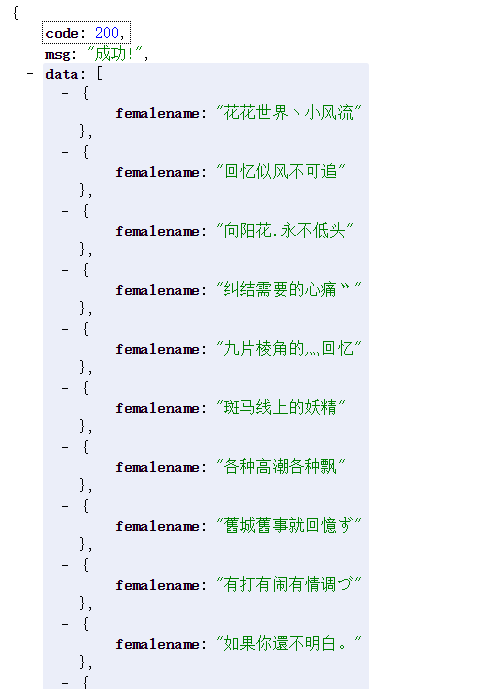 {
code: 200,
msg: "成功!",
- data: [
- {
femalename: "花花世界丶小风流"
},
- {
femalename: "回忆似风不可追"
},
- {
femalename: "向阳花.永不低头"
},
- {
femalename: "纠结需要的心痛〝"
},
- {
femalename: "九片棱角的灬回忆"
},
- {
femalename: "斑马线上的妖精"
},
- {
femalename: "各种高潮各种飘"
},
- {
femalename: "舊城舊事就回憶ず"
},
- {
femalename: "有打有闹有情调づ"
},
- {
femalename: "如果你還不明白。"
},
- {